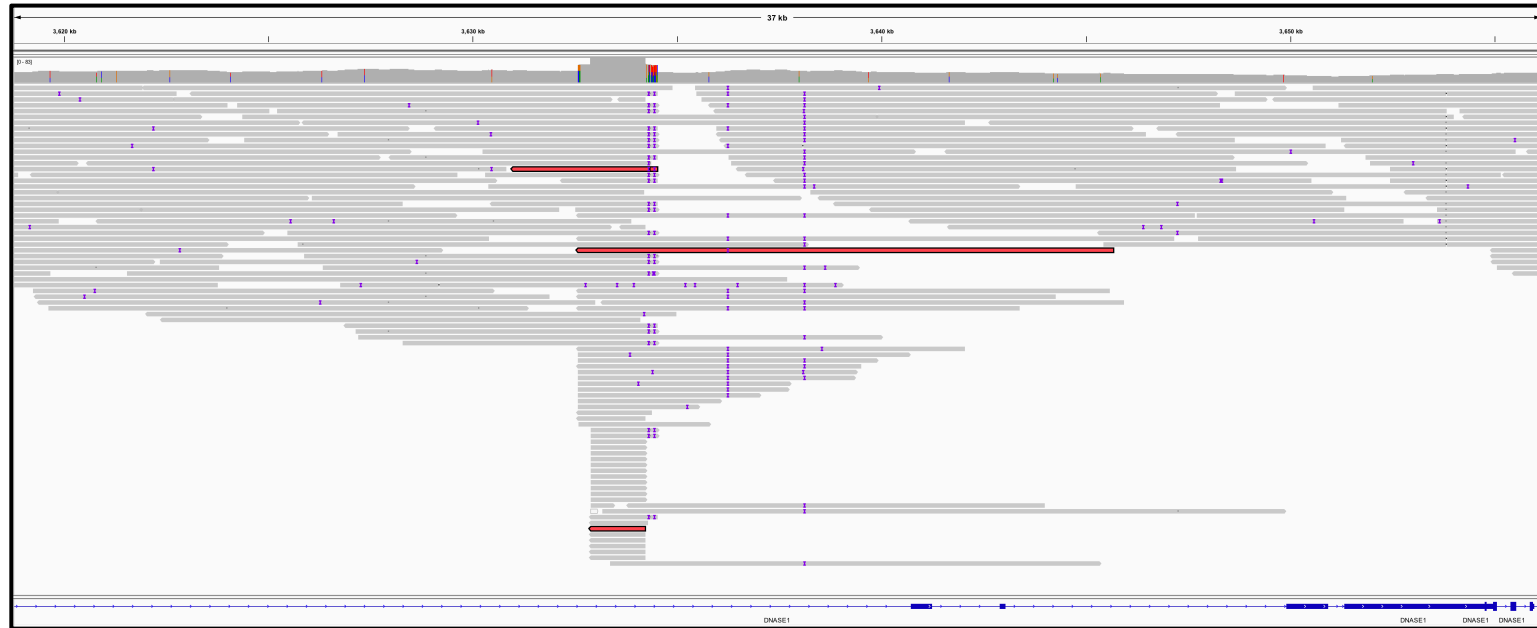 37 kb
3,620 kb 3,630 kb 3,640 kb 3,650 kb
[0 - 83]
DNASE1 DNASE1 DNASE1 DNASE1